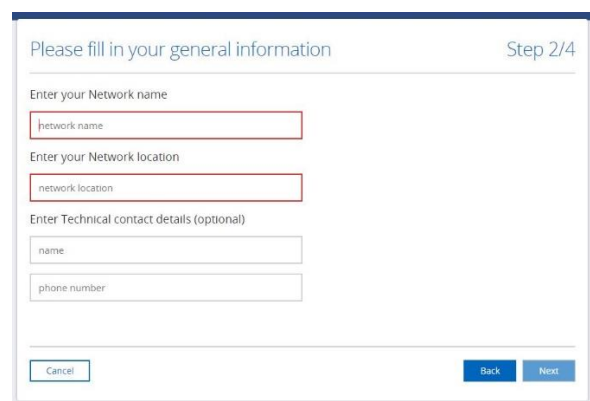 Please fill in your general information Step 2/4
Enter your Network name
network name
Enter your Network location
network location
Enter Technical contact details (optional)
name
phone number
Cancel Back Next